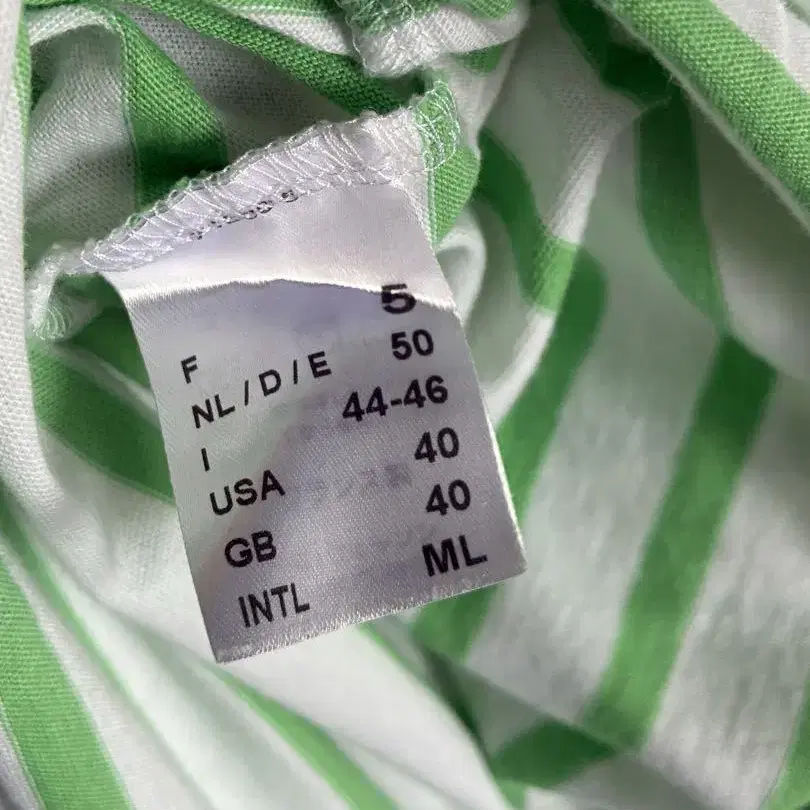 F 5
NL / D / E 50
I 44-46
USA 40
GB 40
INTL ML